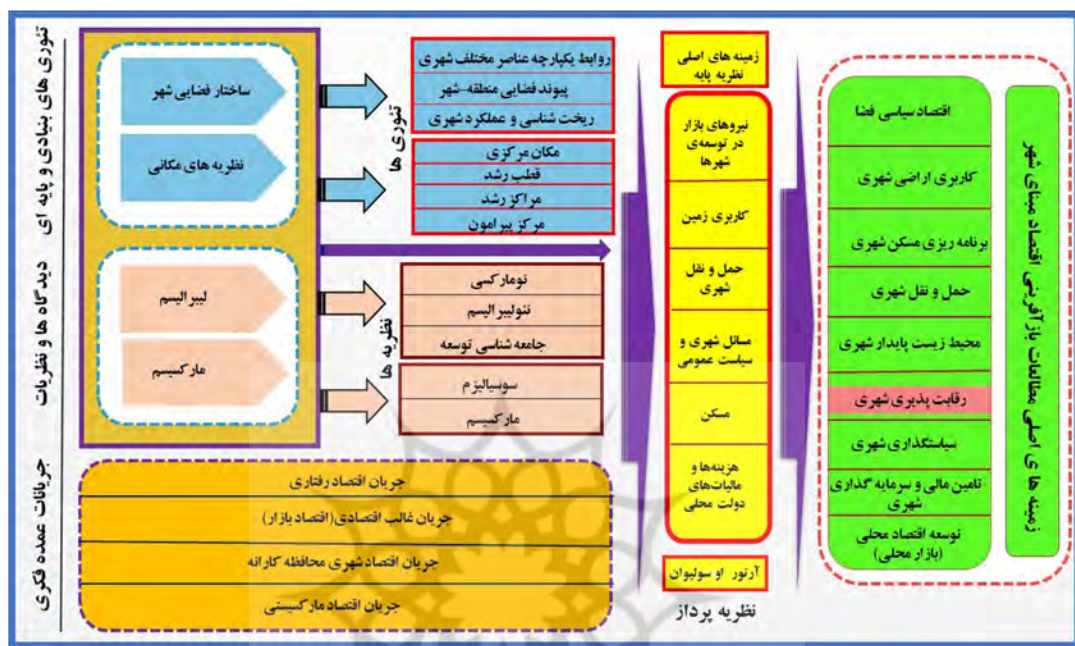 تئوری های بنیادی و پایه ای
دیدگاه ها و نظریات
جریانات عمده فکری
ساختار فضایی شهر
نظریه های مکانی
لیبرالیسم
مارکسیسم
تئوری ها
روابط یکپارچه عناصر مختلف شهری
پیوند فضایی منطقه-شهر
ریخت شناسی و عملکرد شهری
مکان مرکزی
قطب رشد
مراکز رشد
مرکز پیرامون
نظریه ها
نومارکسی
نئولیبرالیسم
جامعه شناسی توسعه
سوسیالیزم
مارکسیسم
جریان اقتصاد رفتاری
جریان غالب اقتصادی(اقتصاد بازار)
جریان اقتصاد شهری محافظه کارانه
جریان اقتصاد مارکسیستی
زمینه های اصلی
نظریه پایه
نیروهای بازار
در توسعه‌ی
شهرها
کاربری زمین
حمل و نقل
شهری
مسائل شهری و
سیاست عمومی
مسکن
هزینه‌ها و
مالیات‌های
دولت محلی
آرتور او سولیوان
نظریه پرداز
اقتصاد سیاسی فضا
کاربری اراضی شهری
برنامه ریزی مسکن شهری
حمل و نقل شهری
محیط زیست پایدار شهری
رقابت پذیری شهری
سیاستگذاری شهری
تامین مالی و سرمایه گذاری
شهری
توسعه اقتصاد محلی
(بازار محلی)
زمینه ها ی اصلی مطالعات بازآفرینی اقتصاد مبنای شهر